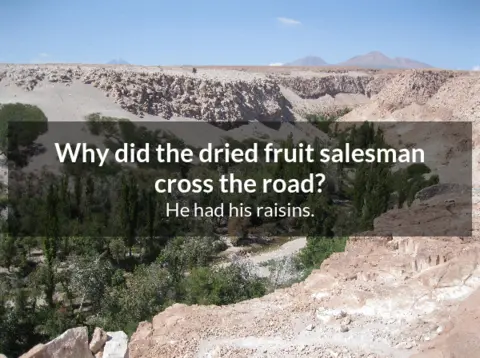 Why did the dried fruit salesman
cross the road?
He had his raisins.